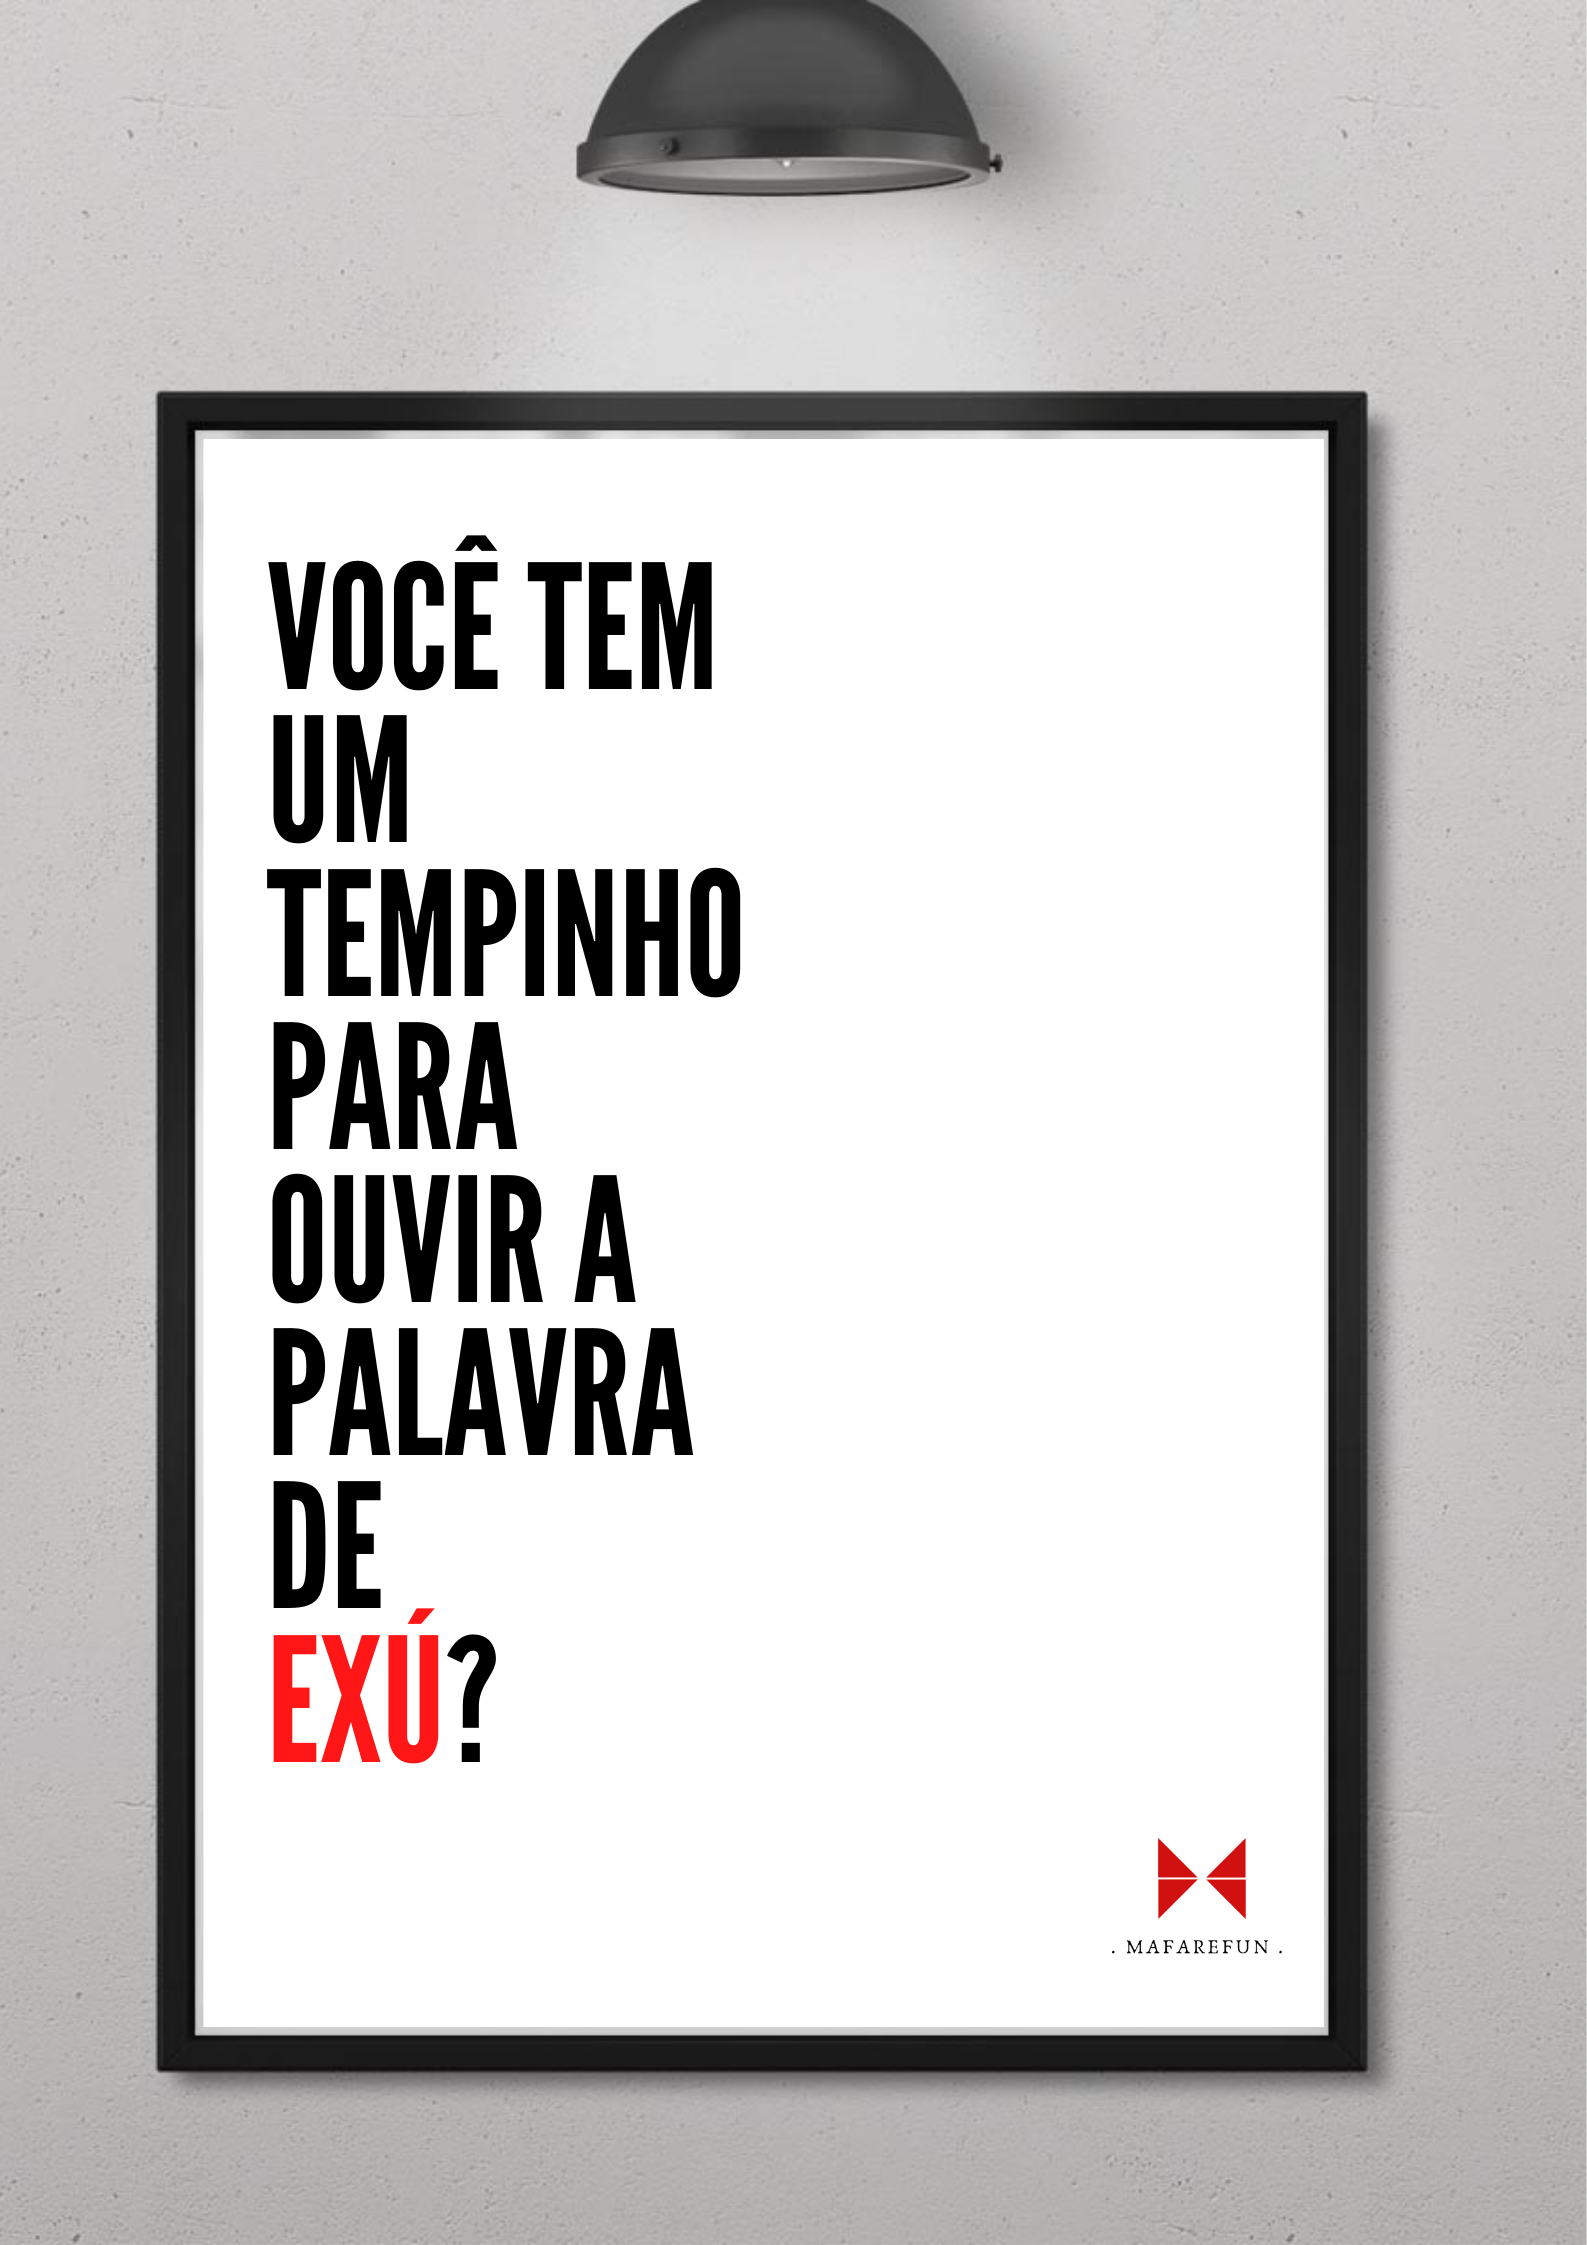 VOCÊ TEM
UM
TEMPINHO
PARA
OUVIR A
PALAVRA
DE
EXÚ?
. MAFAREFUN .